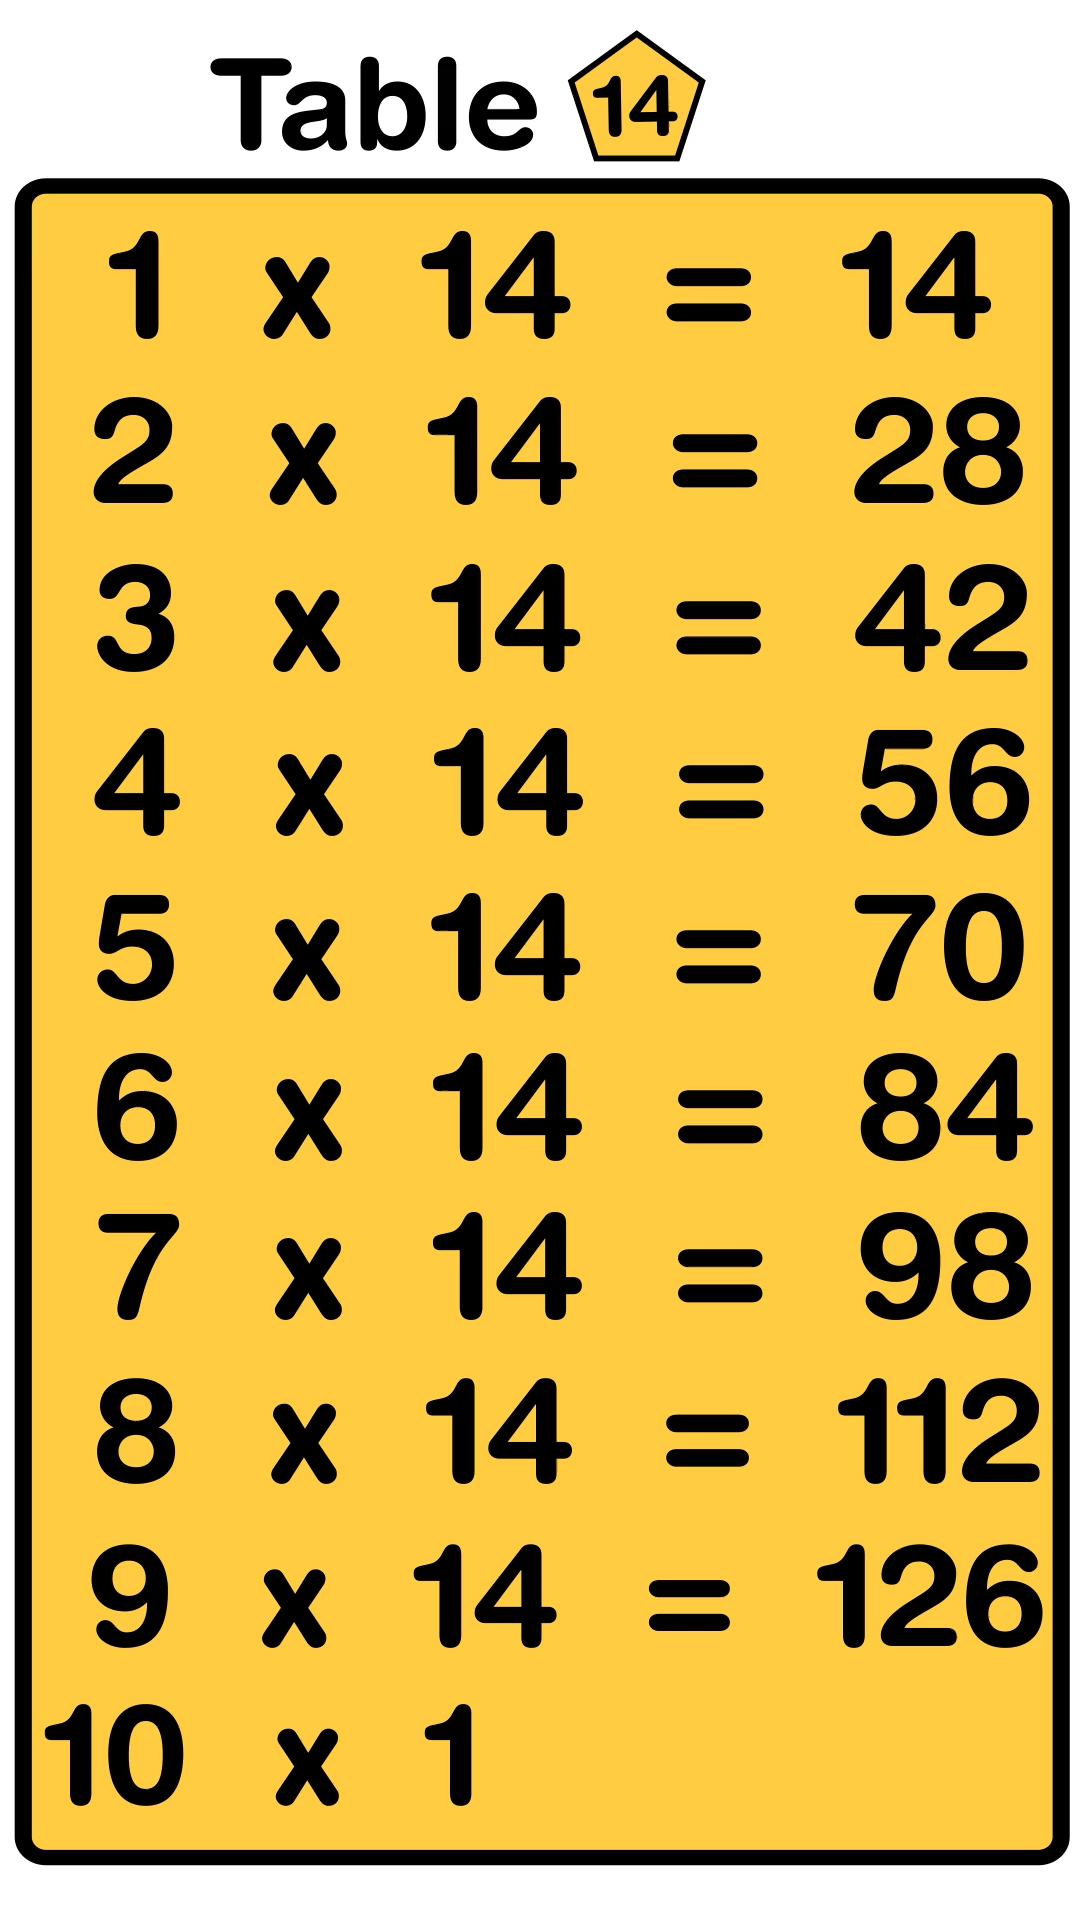 Table 14
1 x 14 = 14
2 x 14 = 28
3 x 14 = 42
4 x 14 = 56
5 x 14 = 70
6 x 14 = 84
7 x 14 = 98
8 x 14 = 112
9 x 14 = 126
10 x 1